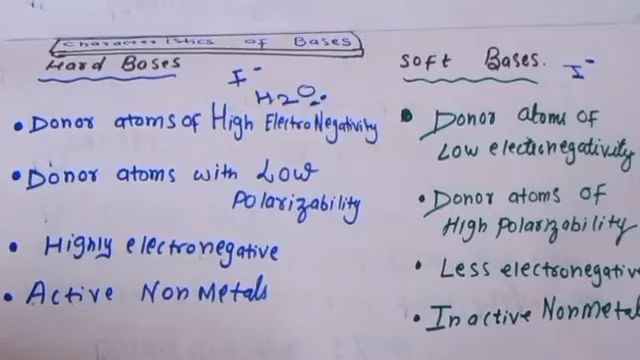 Characteristics of Bases
Hard Bases
I⁻
H2O:
• Donor atoms of High ElectroNegativity
• Donor atoms with Low
Polarizability
• Highly electronegative
• Active NonMetals
Soft Bases.
I⁻
• Donor atoms of
Low electronegativity
• Donor atoms of
High Polarizability
• Less electronegative
• Inactive Nonmetal